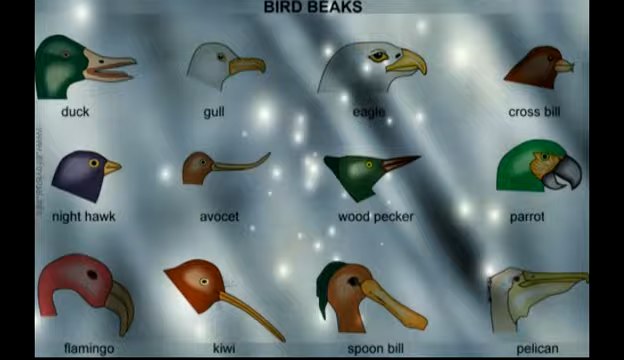 BIRD BEAKS
duck gull eagle cross bill
night hawk avocet wood pecker parrot
flamingo kiwi spoon bill pelican